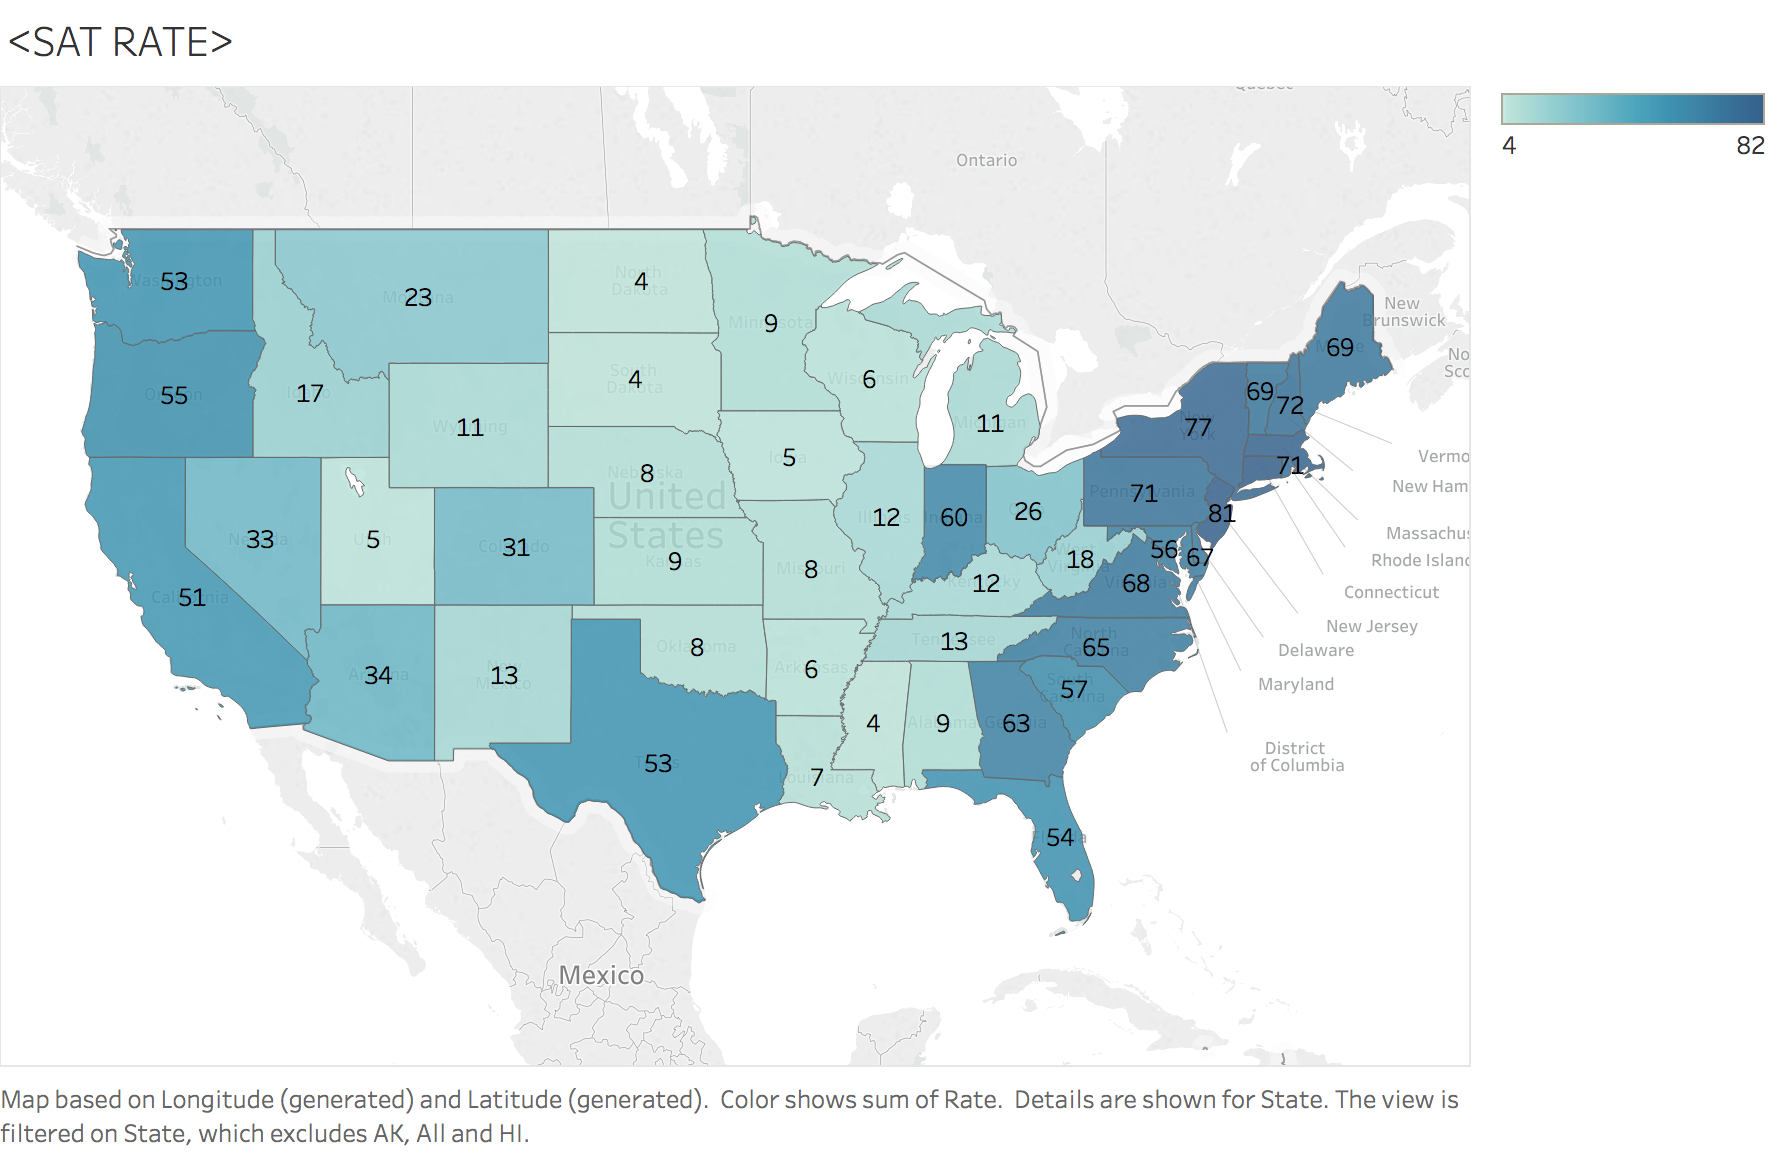 <SAT RATE>
4
82
Quebec
Ontario
New
Brunswick
No
Sco
Washington
53
Montana
23
North
Dakota
4
Minnesota
9
Oregon
55
Idaho
17
Wyoming
11
South
Dakota
4
Wisconsin
6
Michigan
11
Maine
69
69
72
New
York
77
71
Pennsylvania
71
81
Nebraska
8
Iowa
5
United
States
Nevada
33
Utah
5
Colorado
31
Kansas
9
Missouri
8
Illinois
12
Indiana
60
26
West
Virginia
18
56
67
Virginia
68
Kentucky
12
California
51
Arizona
34
New
Mexico
13
Oklahoma
8
Arkansas
6
Tennessee
13
North
Carolina
65
South
Carolina
57
Texas
53
Louisiana
7
4
Alabama
9
Georgia
63
Florida
54
Vermo
New Ham
Massachus
Rhode Island
Connecticut
New Jersey
Delaware
Maryland
District
of Columbia
Mexico
Map based on Longitude (generated) and Latitude (generated).  Color shows sum of Rate.  Details are shown for State. The view is
filtered on State, which excludes AK, All and HI.